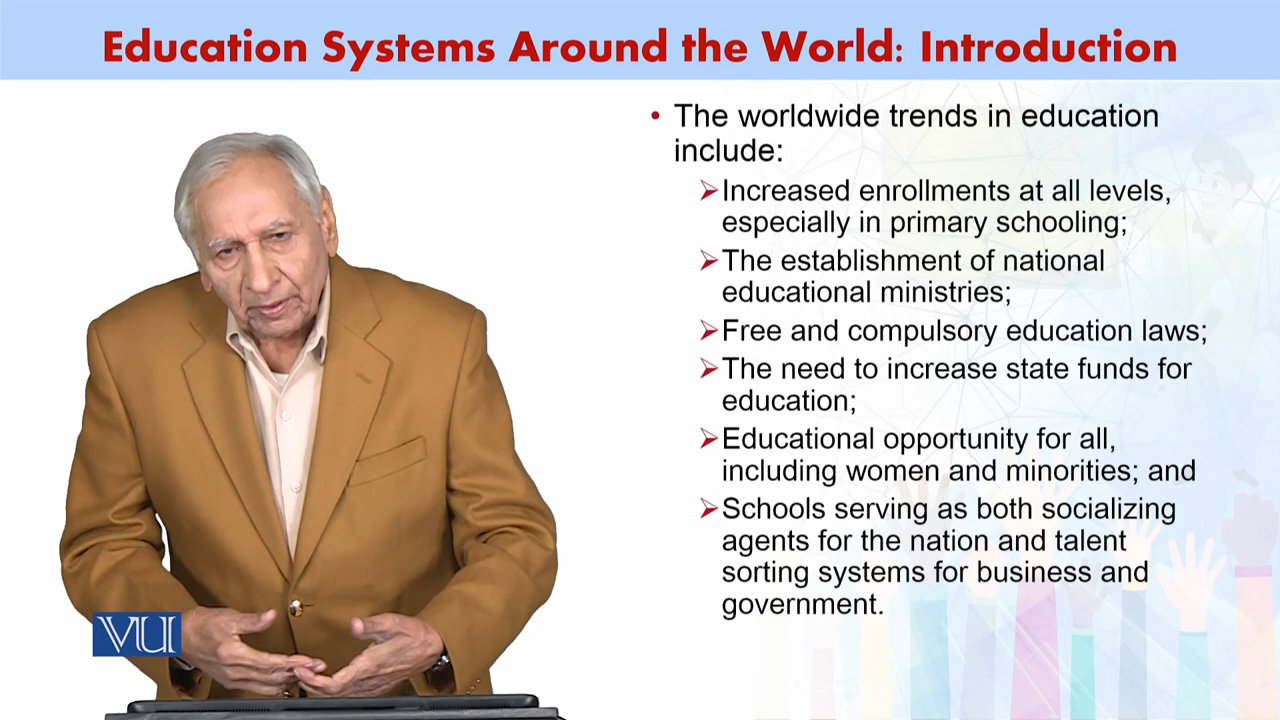 Education Systems Around the World: Introduction
• The worldwide trends in education
include:
➢Increased enrollments at all levels,
especially in primary schooling;
➢The establishment of national
educational ministries;
➢Free and compulsory education laws;
➢The need to increase state funds for
education;
➢Educational opportunity for all,
including women and minorities; and
➢Schools serving as both socializing
agents for the nation and talent
sorting systems for business and
government.
VU